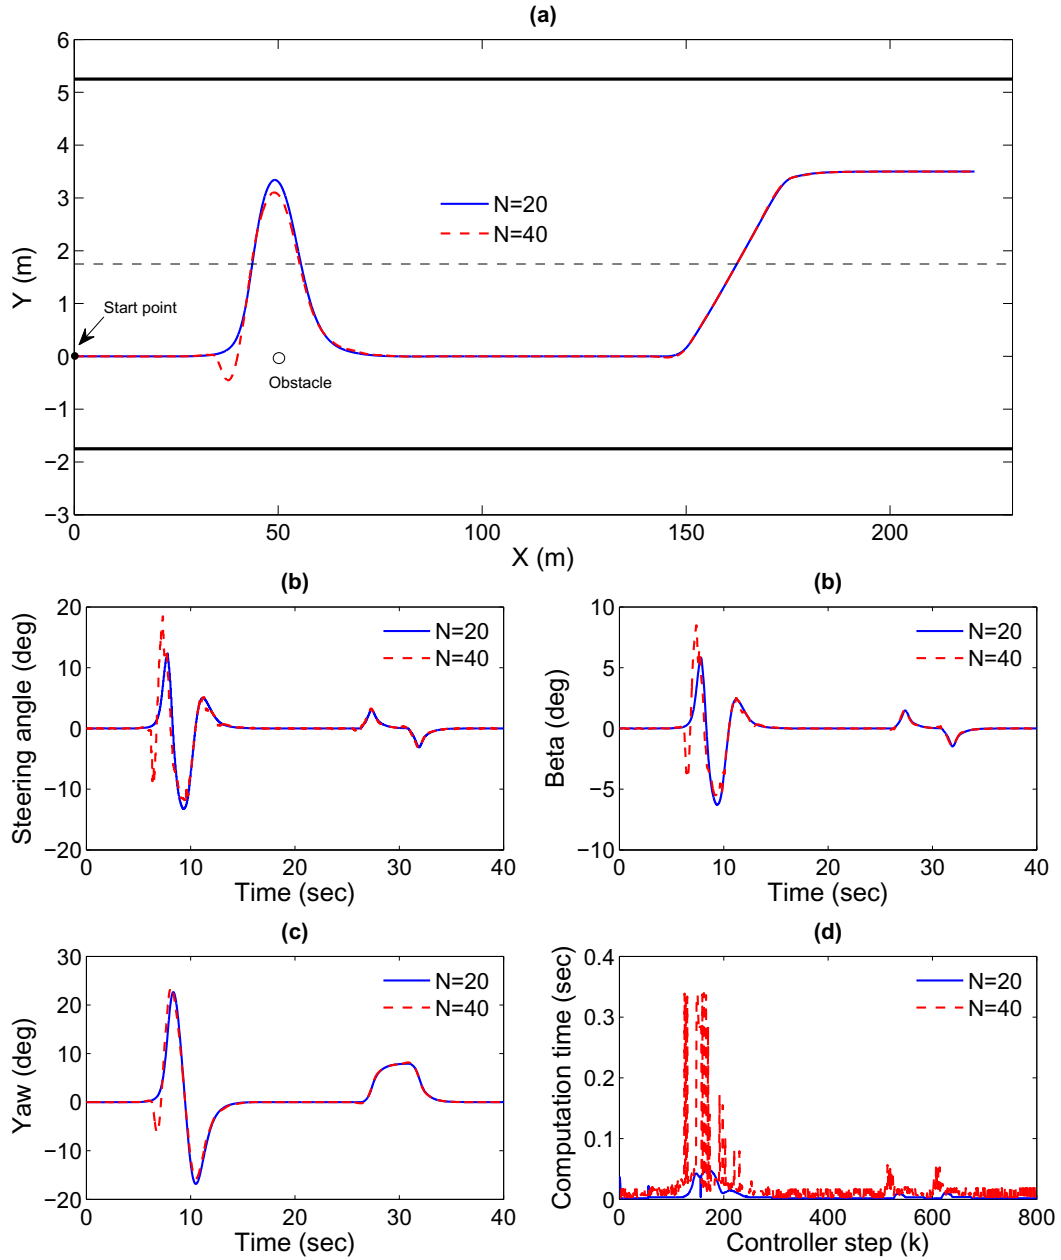 (a)
6
5
4
3
2
1
0
−1
−2
−3
Y (m)
N=20
N=40
Start point
Obstacle
0
50
100
150
200
X (m)
(b)
20
10
0
−10
−20
Steering angle (deg)
N=20
N=40
0
10
20
30
40
Time (sec)
(b)
10
5
0
−5
−10
Beta (deg)
N=20
N=40
0
10
20
30
40
Time (sec)
(c)
30
20
10
0
−10
−20
Yaw (deg)
N=20
N=40
0
10
20
30
40
Time (sec)
(d)
0.4
0.3
0.2
0.1
0
Computation time (sec)
N=20
N=40
0
200
400
600
800
Controller step (k)